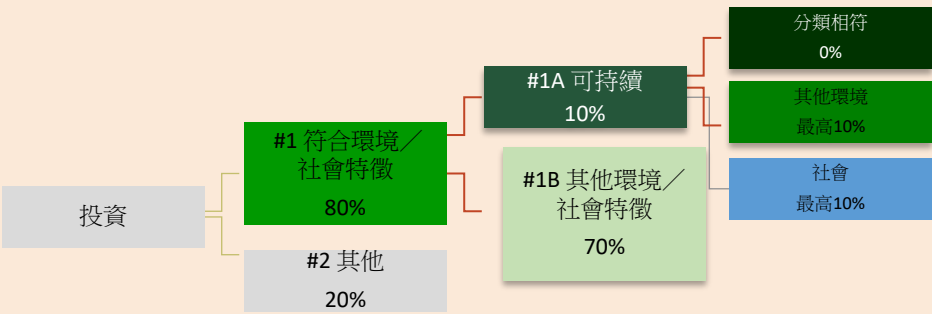 投資
#1 符合環境／
社會特徵
80%
#2 其他
20%
#1A 可持續
10%
#1B 其他環境／
社會特徵
70%
分類相符
0%
其他環境
最高10%
社會
最高10%